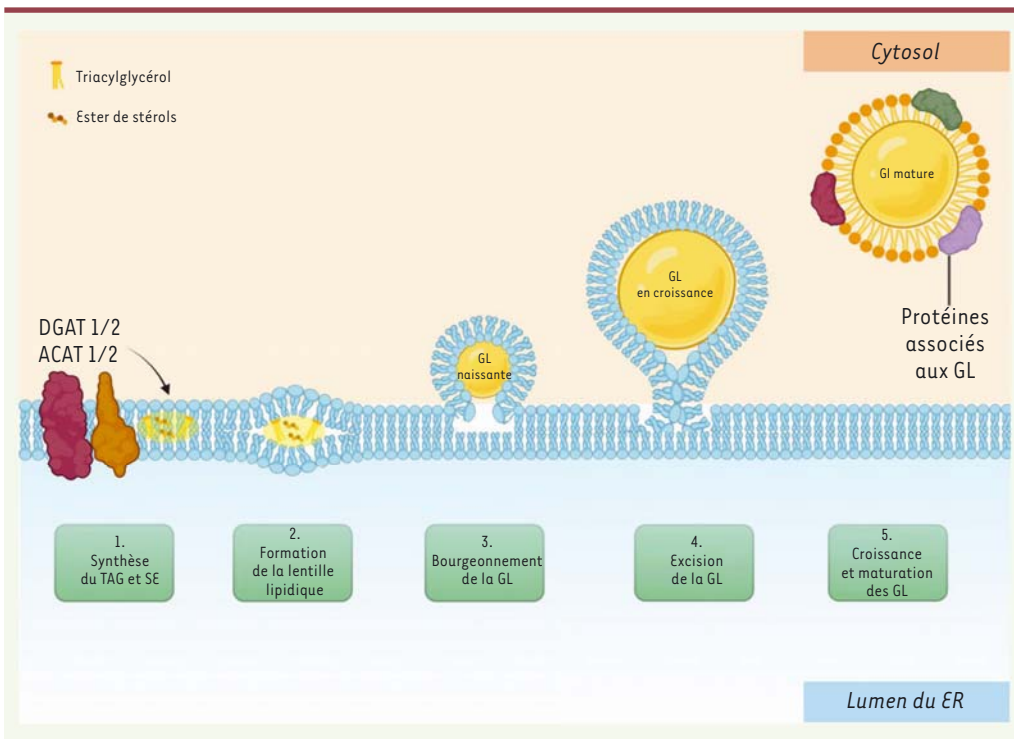 Cytosol
Triacylglycérol
Ester de stérols
GI mature
GL
en croissance
Protéines
associés
aux GL
DGAT 1/2
ACAT 1/2
GL
naissante
1.
Synthèse
du TAG et SE
2.
Formation
de la lentille
lipidique
3.
Bourgeonnement
de la GL
4.
Excision
de la GL
5.
Croissance
et maturation
des GL
Lumen du ER